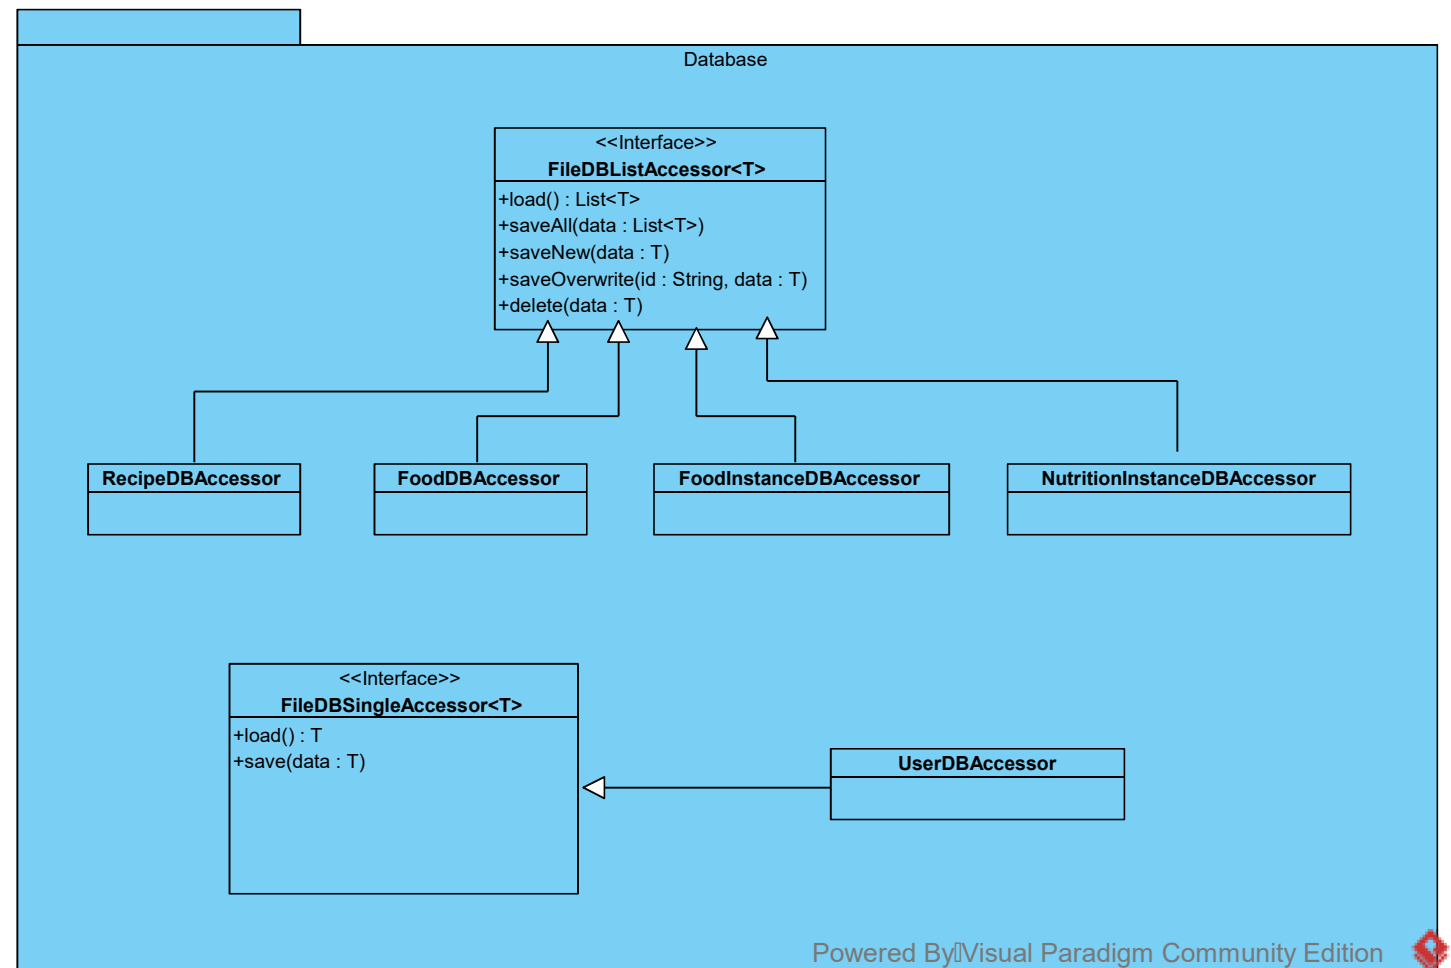 Database
<<Interface>>
FileDBListAccessor<T>
+load() : List<T>
+saveAll(data : List<T>)
+saveNew(data : T)
+saveOverwrite(id : String, data : T)
+delete(data : T)
RecipeDBAccessor
FoodDBAccessor
FoodInstanceDBAccessor
NutritionInstanceDBAccessor
<<Interface>>
FileDBSingleAccessor<T>
+load() : T
+save(data : T)
UserDBAccessor
Powered By Visual Paradigm Community Edition